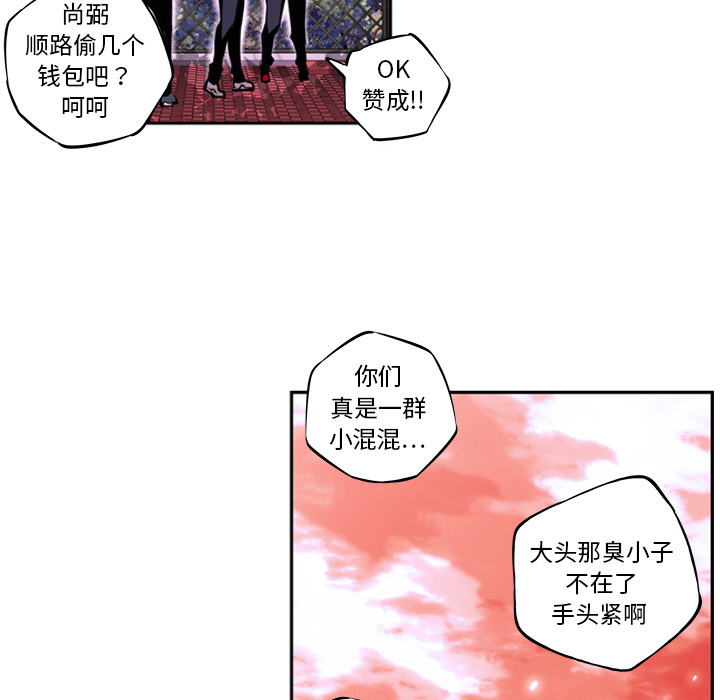 尚弼
顺路偷几个
钱包吧？
呵呵
OK
赞成!!
你们
真是一群
小混混...
大头那臭小子
不在了
手头紧啊